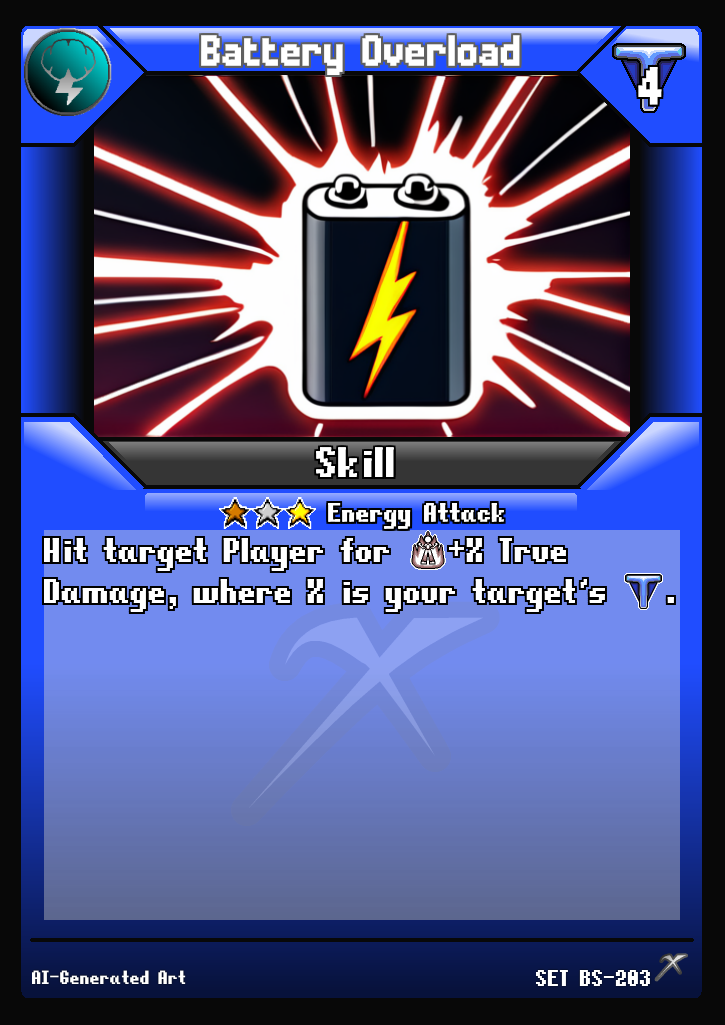 Battery Overload
4
Skill
Energy Attack
Hit target Player for +X True
Damage, where X is your target's T.
AI-Generated Art
SET BS-203